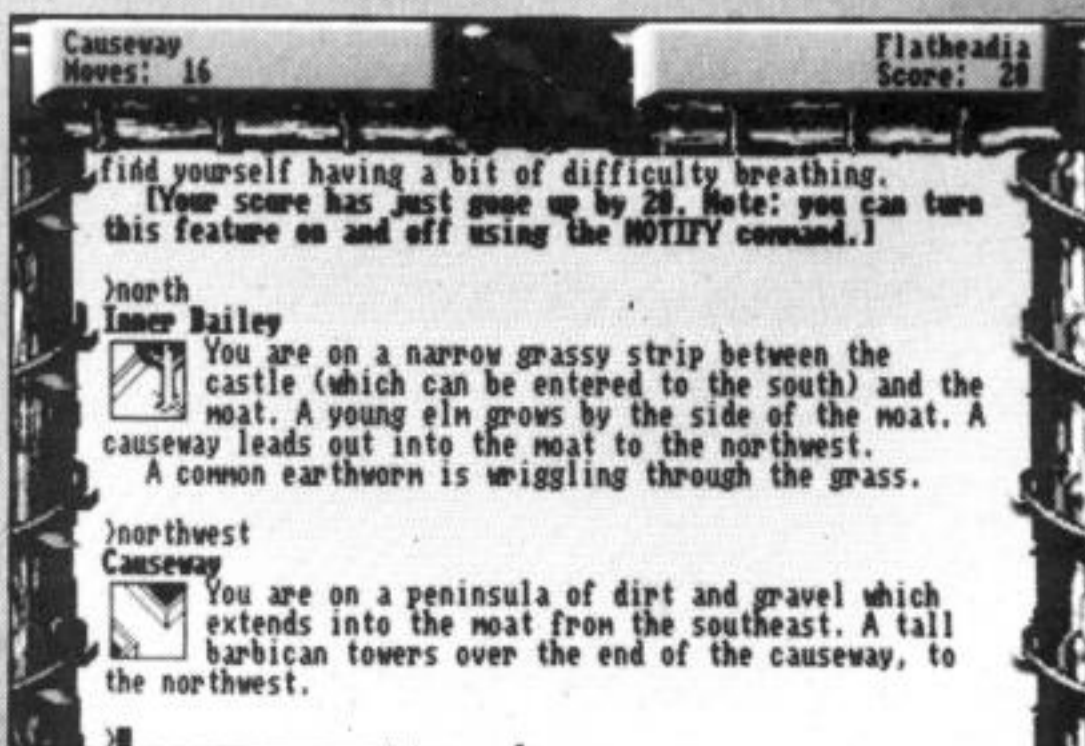 Causeway
Moves: 16
Flatheadia
Score: 20
find yourself having a bit of difficulty breathing.
[Your score has just gone up by 20. Note: you can turn
this feature on and off using the NOTIFY command.]
>north
Inner Bailey
You are on a narrow grassy strip between the
castle (which can be entered to the south) and the
moat. A young elm grows by the side of the moat. A
causeway leads out into the moat to the northwest.
A common earthworm is wriggling through the grass.
>northwest
Causeway
You are on a peninsula of dirt and gravel which
extends into the moat from the southeast. A tall
barbican towers over the end of the causeway, to
the northwest.
>